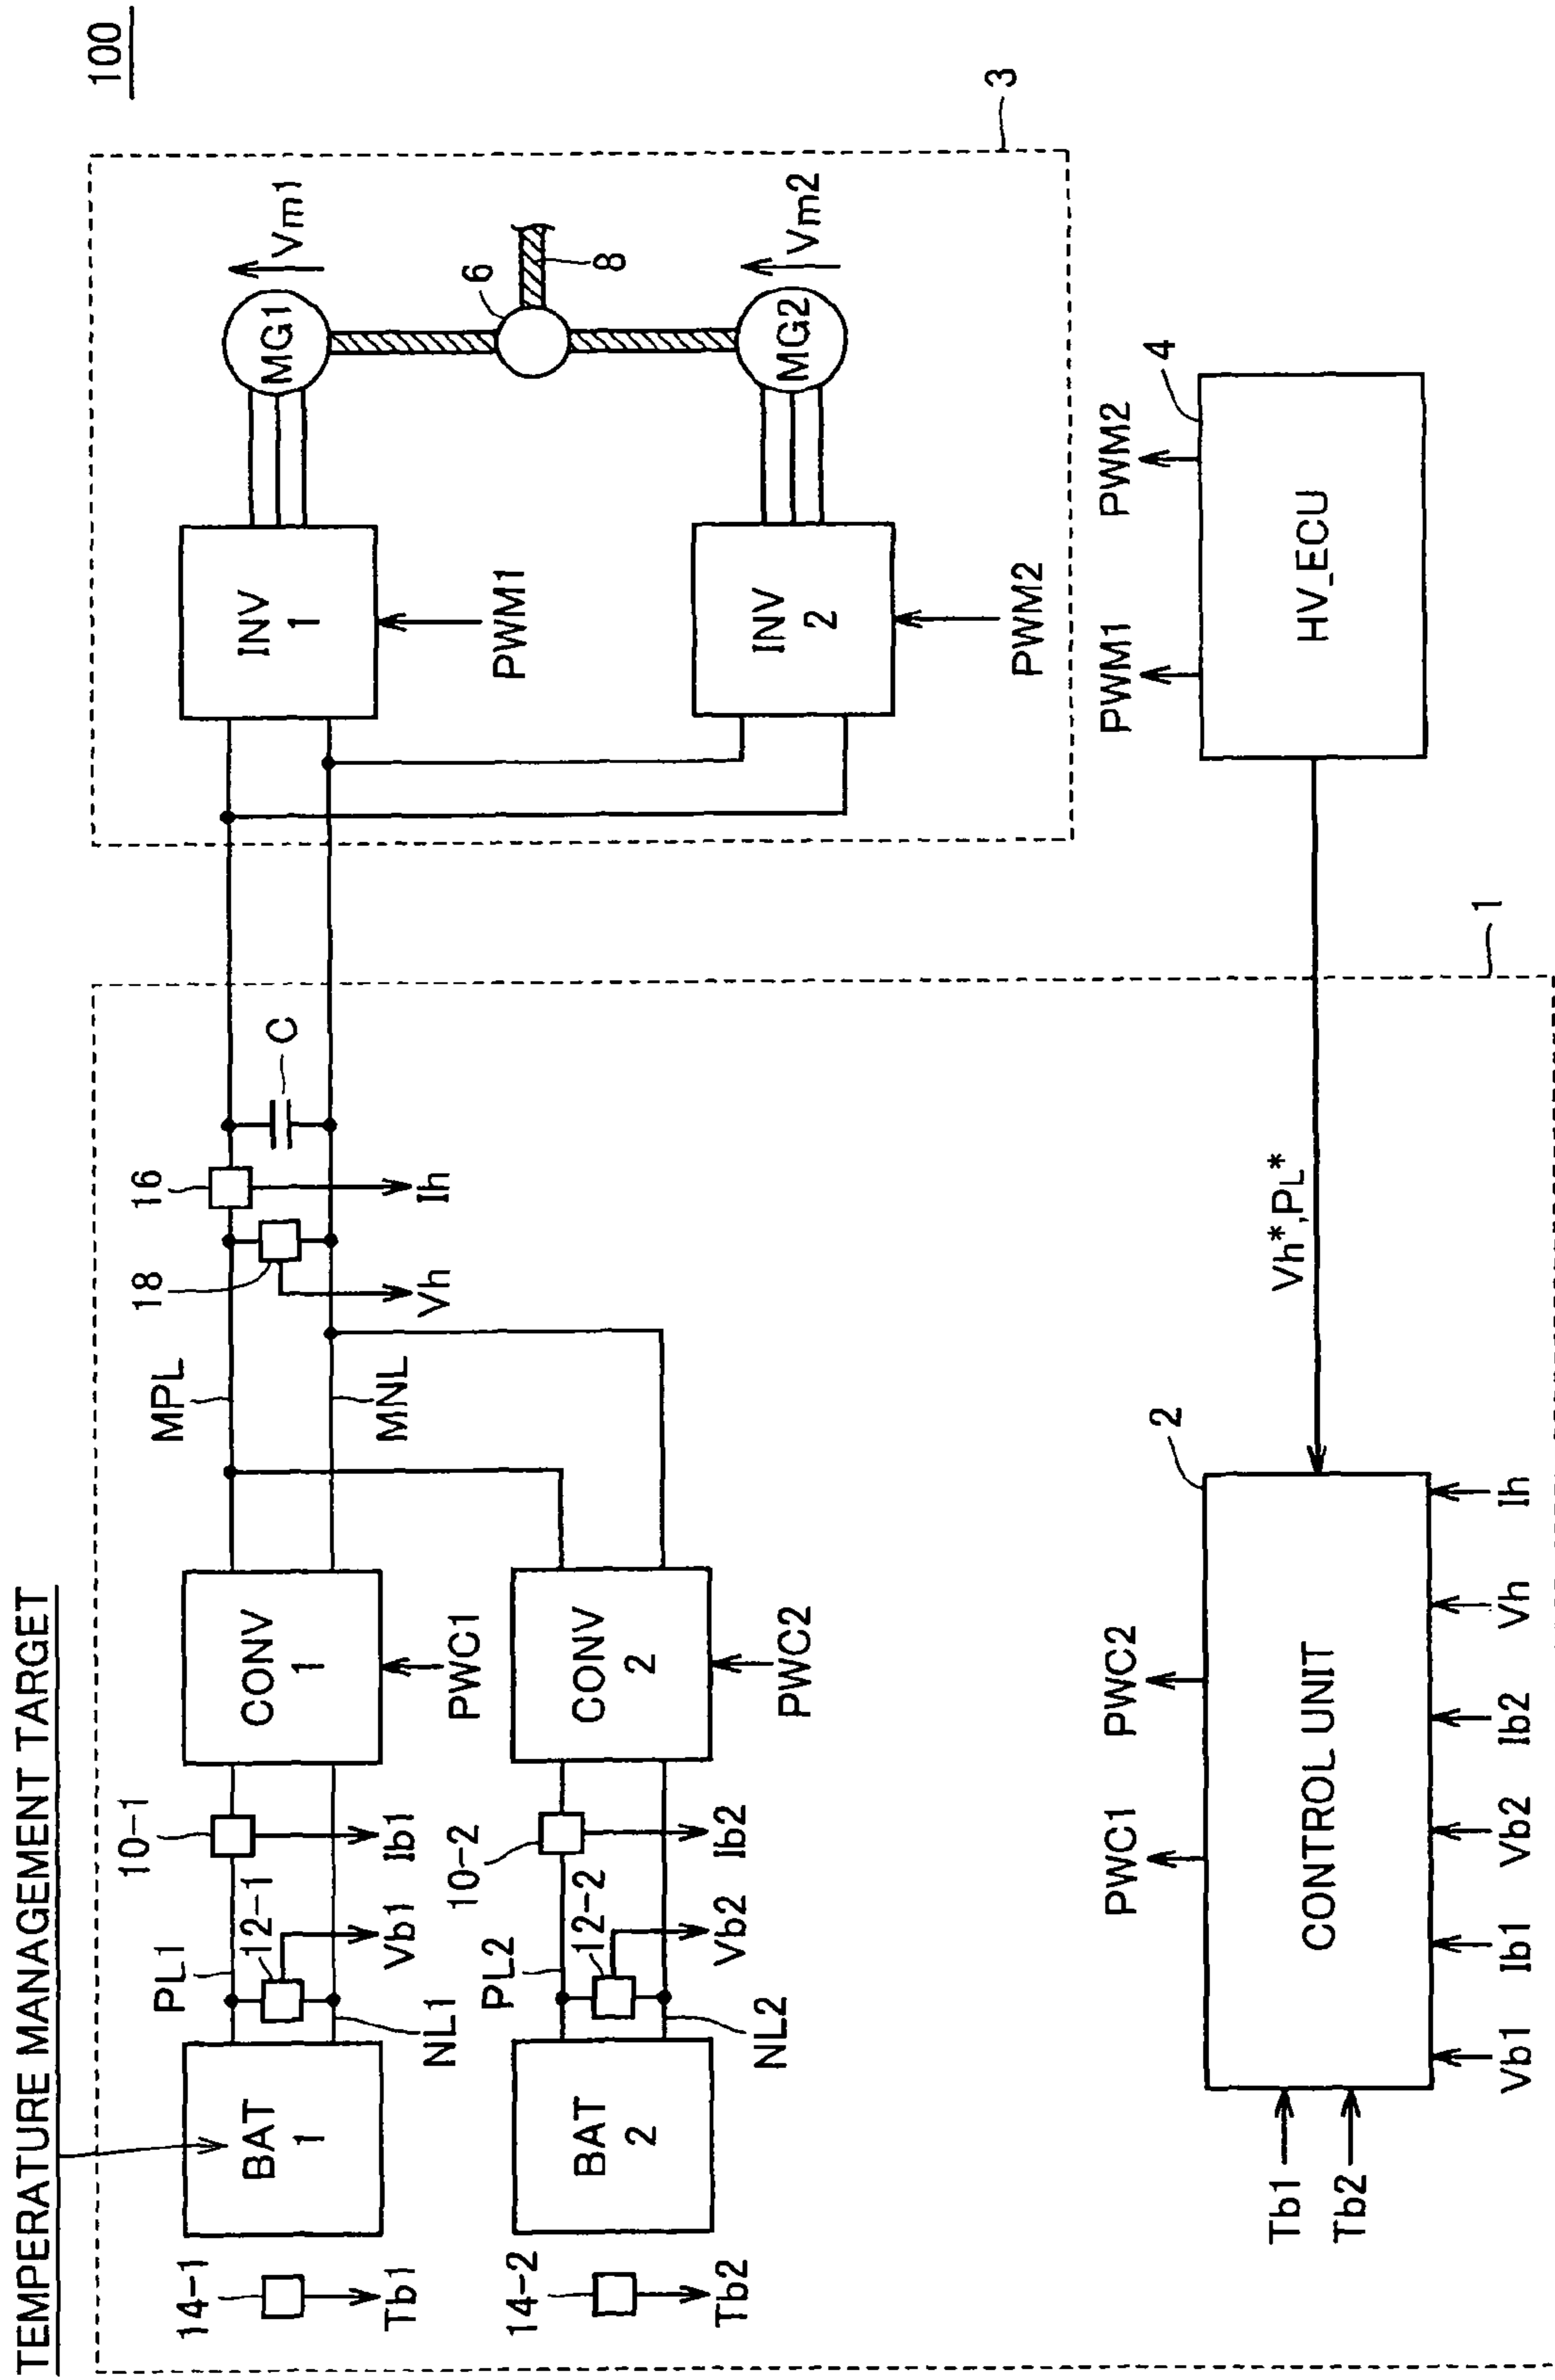 100
TEMPERATURE MANAGEMENT TARGET
MPL
16
18
C
3
14-1
PL1
10-1
BAT
1
12-1
CONV
1
MNL
Vh
Ih
INV
1
MG1
Vm1
Tb1
NL1
Vb1
Ib1
PWC1
PWM1
6
8
14-2
PL2
10-2
BAT
2
12-2
CONV
2
INV
2
MG2
Vm2
Tb2
NL2
Vb2
Ib2
PWC2
PWM2
PWC1
PWC2
2
PWM1
PWM2
4
Tb1
Tb2
CONTROL UNIT
Vh*,PL*
HV_ECU
1
Vb1
Ib1
Vb2
Ib2
Vh
Ih